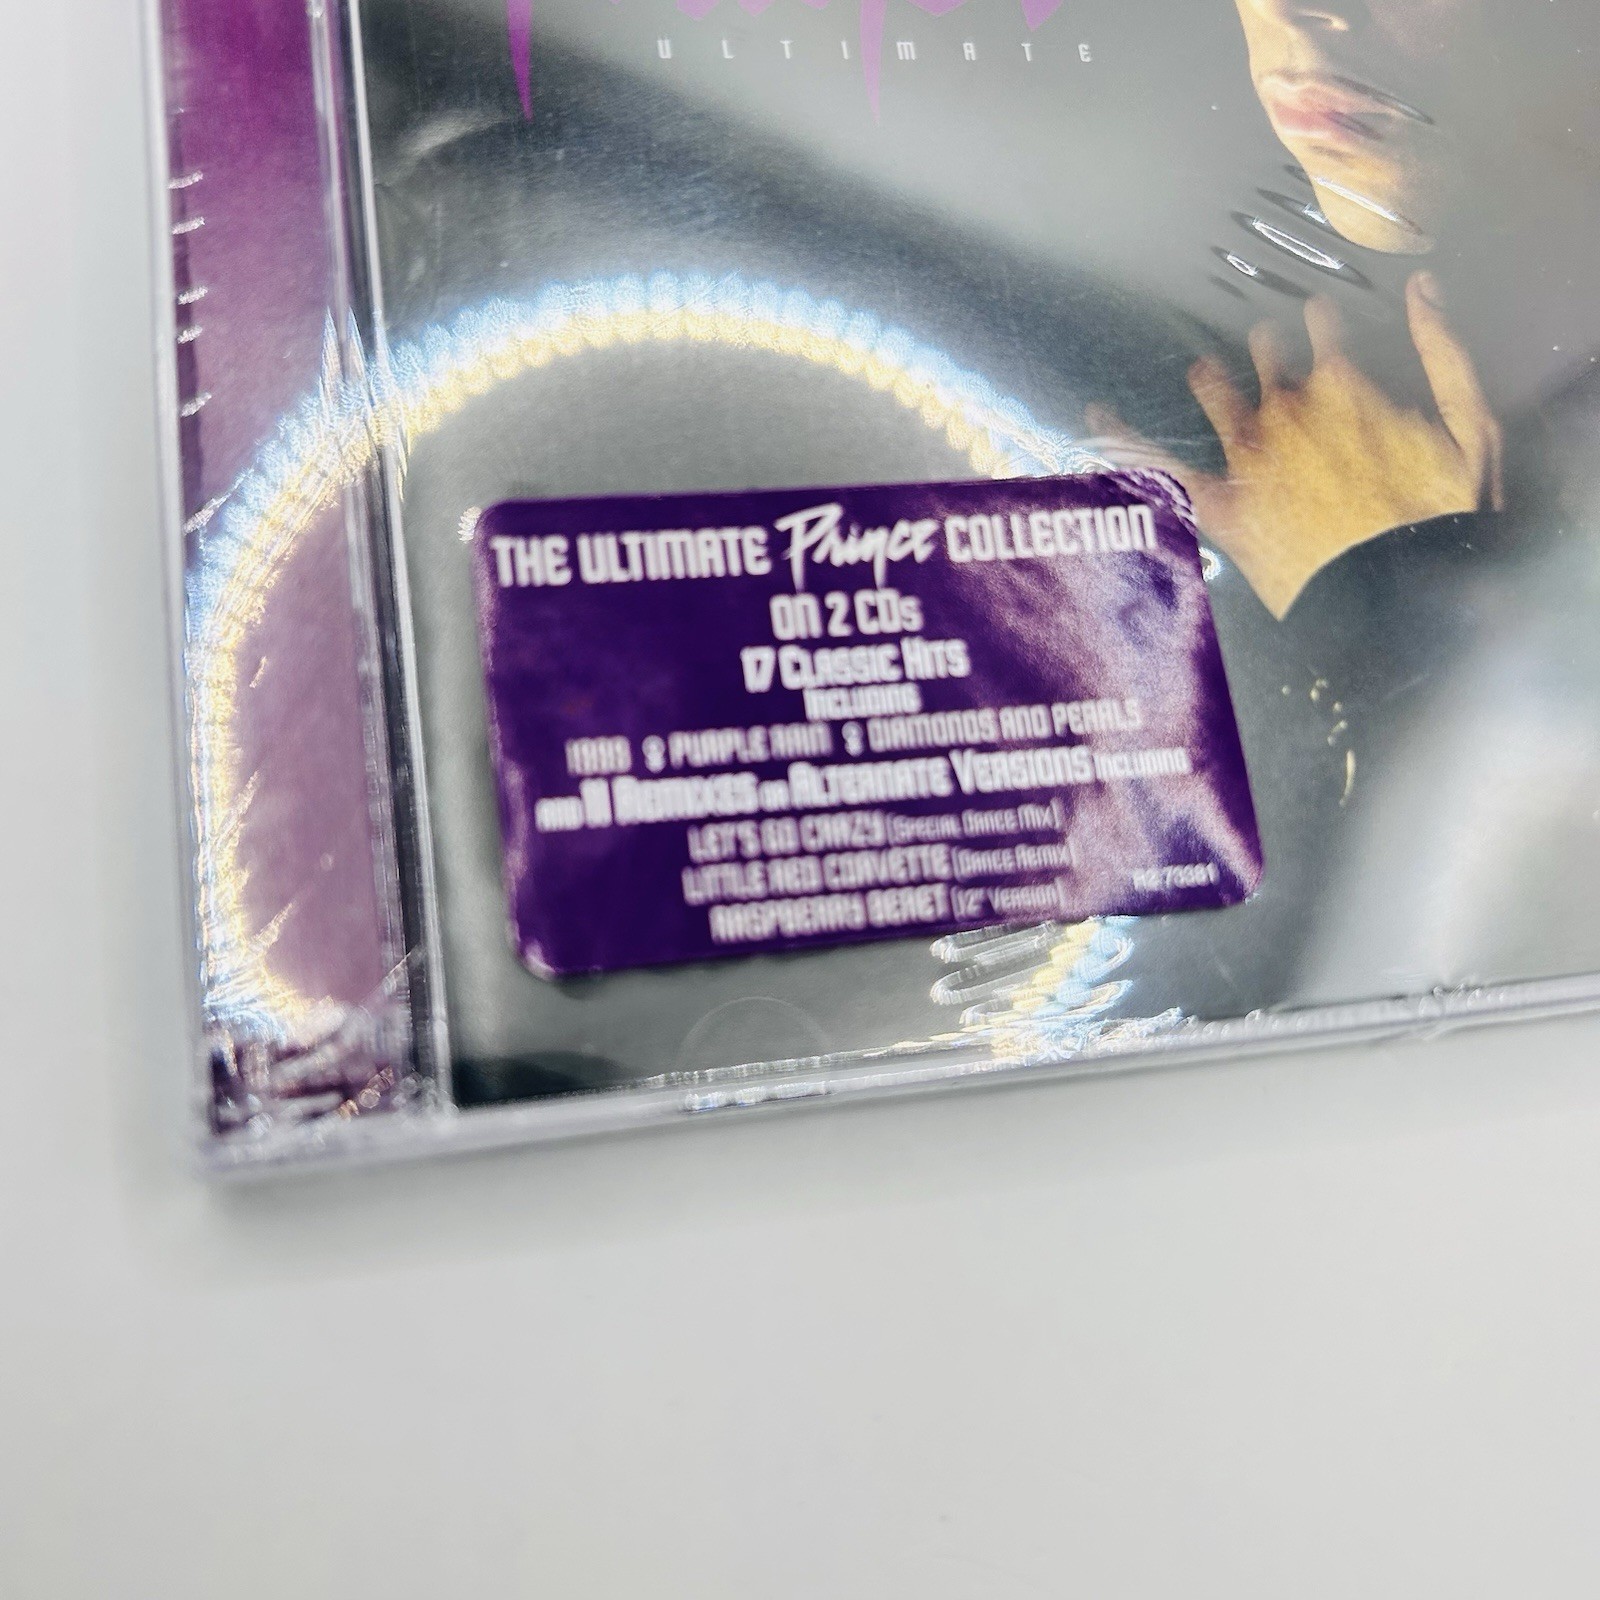 ULTIMATE
THE ULTIMATE Prince COLLECTION
ON 2 CDs
17 CLASSIC HITS
INCLUDING
1999 PURPLE RAIN DIAMONDS AND PEARLS
AND 11 REMIXES OR ALTERNATE VERSIONS INCLUDING
LET'S GO CRAZY (SPECIAL DANCE MIX)
LITTLE RED CORVETTE (DANCE REMIX)
RASPBERRY BERET (12" VERSION)
R2 73381